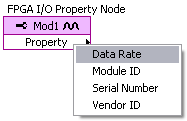 FPGA I/O Property Node
Mod1
Property
Data Rate
Module ID
Serial Number
Vendor ID